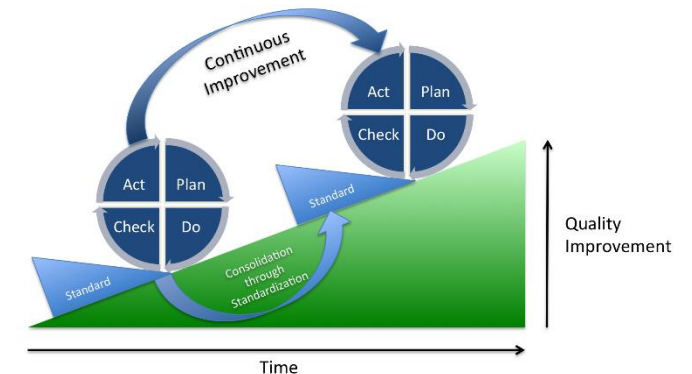 Continuous
Improvement
Act
Plan
Check
Do
Act
Plan
Check
Do
Standard
Standard
Consolidation
through
Standardization
Quality
Improvement
Time